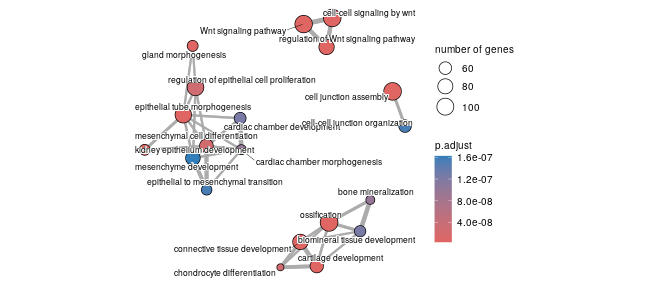 cell-cell signaling by wnt
Wnt signaling pathway
regulation of Wnt signaling pathway
gland morphogenesis
regulation of epithelial cell proliferation
cell junction assembly
epithelial tube morphogenesis
cardiac chamber development
cell-cell junction organization
mesenchymal cell differentiation
kidney epithelium development
cardiac chamber morphogenesis
mesenchyme development
epithelial to mesenchymal transition
bone mineralization
ossification
biomineral tissue development
connective tissue development
cartilage development
chondrocyte differentiation
number of genes
60
80
100
p.adjust
1.6e-07
1.2e-07
8.0e-08
4.0e-08